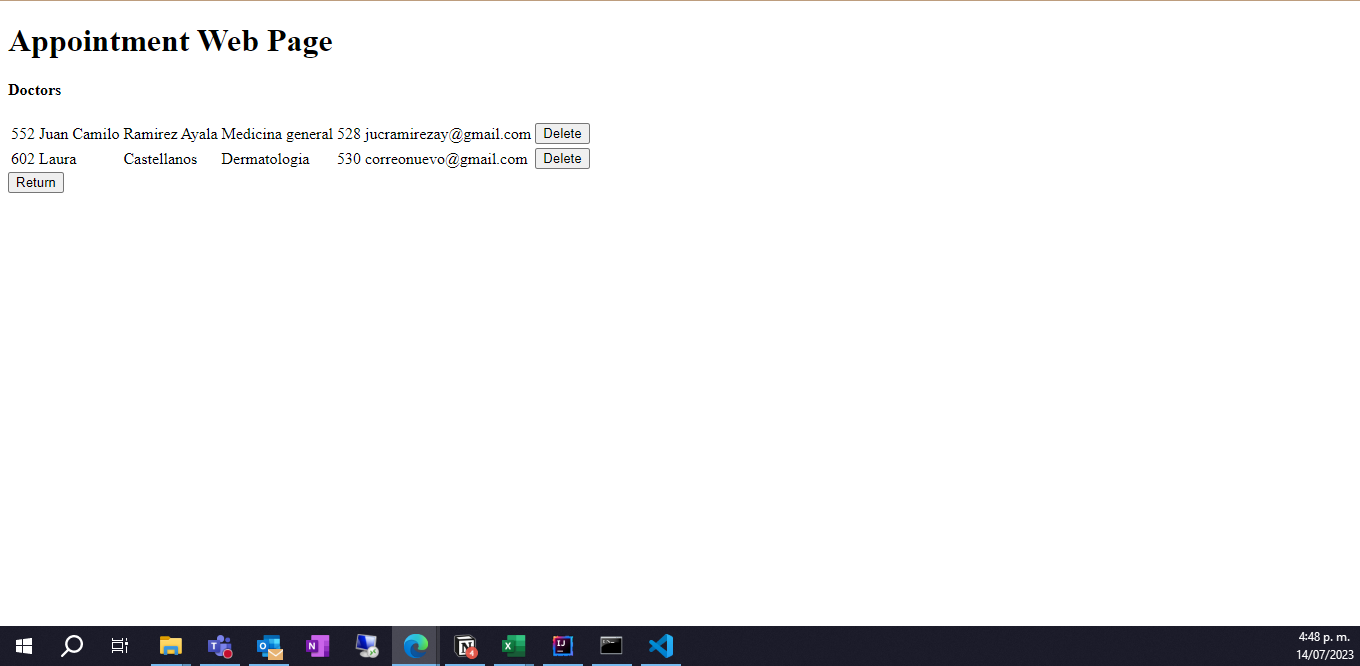 Appointment Web Page
Doctors
552 Juan Camilo Ramirez Ayala Medicina general 528 jucramirezay@gmail.com Delete
602 Laura Castellanos Dermatologia 530 correonuevo@gmail.com Delete
Return
4:48 p. m.
14/07/2023